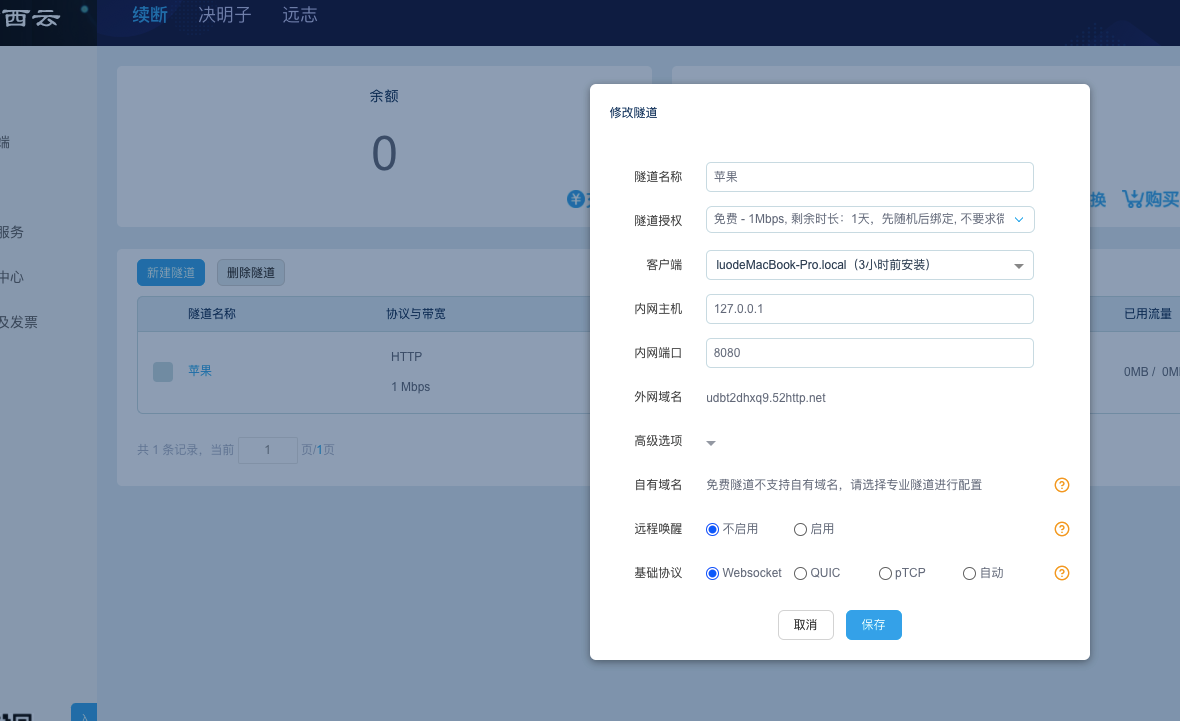 西云
续断 决明子 远志
余额
0
端
服务
中心
及发票
换 购买
新建隧道 删除隧道
隧道名称 协议与带宽 已用流量
苹果 HTTP
1 Mbps
0MB / 0M
共 1 条记录，当前 1 页/1页
修改隧道
隧道名称 苹果
隧道授权 免费 - 1Mbps, 剩余时长：1天，先随机后绑定, 不要求微
客户端 luodeMacBook-Pro.local（3小时前安装）
内网主机 127.0.0.1
内网端口 8080
外网域名 udbt2dhxq9.52http.net
高级选项
自有域名 免费隧道不支持自有域名，请选择专业隧道进行配置
远程唤醒 不启用 启用
基础协议 Websocket QUIC pTCP 自动
取消 保存